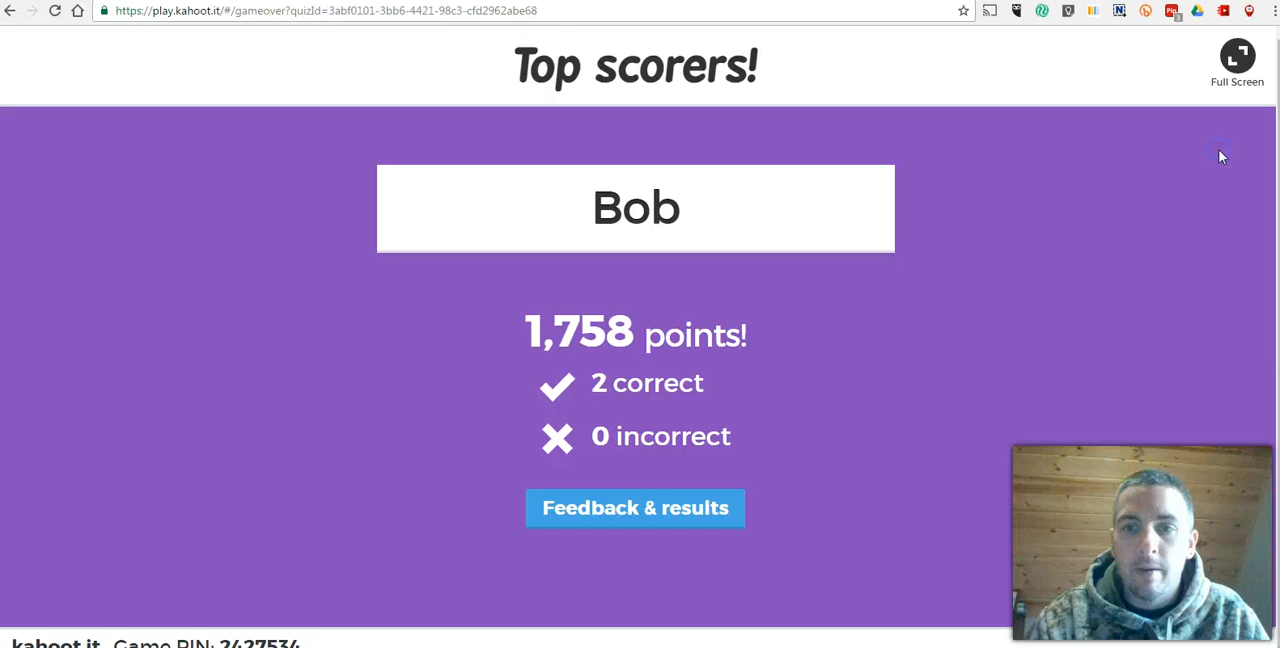 https://play.kahoot.it/#/gameover?quizId=3abf0101-3bb6-4421-98c3-cfd2962abe68
Top scorers!
Full Screen
Bob
1,758 points!
2 correct
0 incorrect
Feedback & results
kahoot.it Game PIN: 2427534